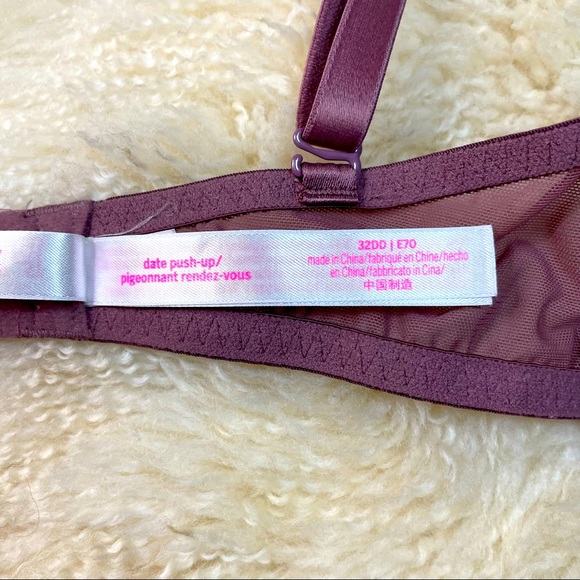 date push-up/
pigeonnant rendez-vous
32DD | E70
made in China/fabriqué en Chine/hecho
en China/fabbricato in Cina/
中国制造